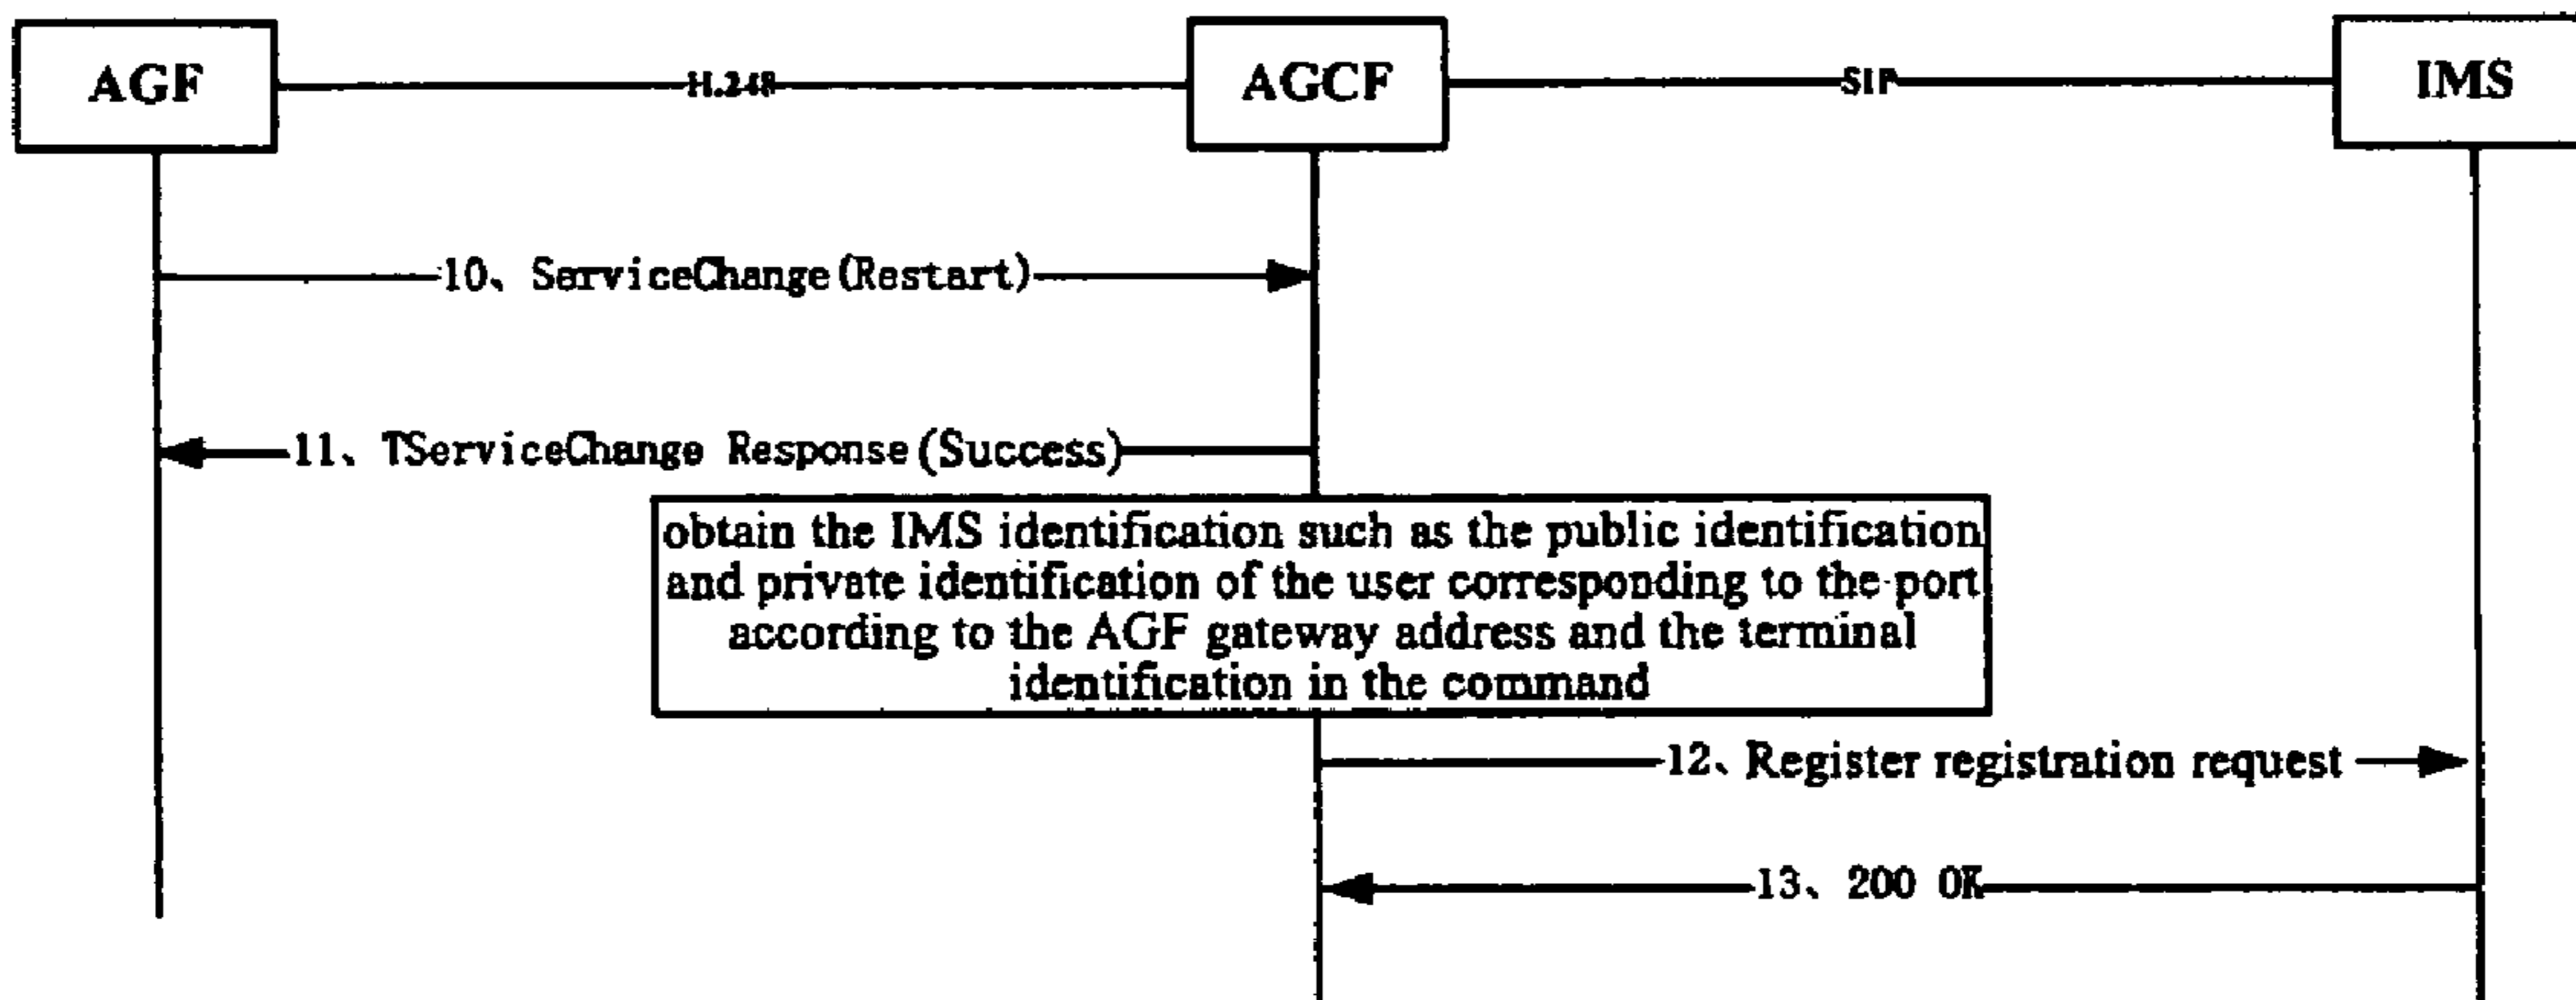 AGF
H.248
AGCF
SIP
IMS
10、ServiceChange(Restart)
11、TServiceChange Response(Success)
obtain the IMS identification such as the public identification
and private identification of the user corresponding to the port
according to the AGF gateway address and the terminal
identification in the command
12、Register registration request
13、200 OK